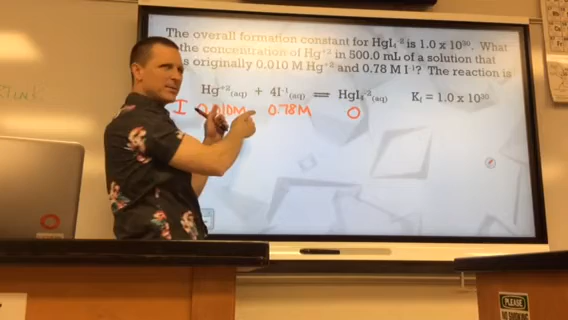 The overall formation constant for HgI₄⁻² is 1.0 x 10³⁰. What
the concentration of Hg⁺² in 500.0 mL of a solution that
s originally 0.010 M Hg⁺² and 0.78 M I⁻¹? The reaction is
Hg⁺²(aq) + 4I⁻¹(aq) ⇌ HgI₄⁻²(aq) Kf = 1.0 x 10³⁰
I 0.010M 0.78M 0
PLEASE
NO SMOKING